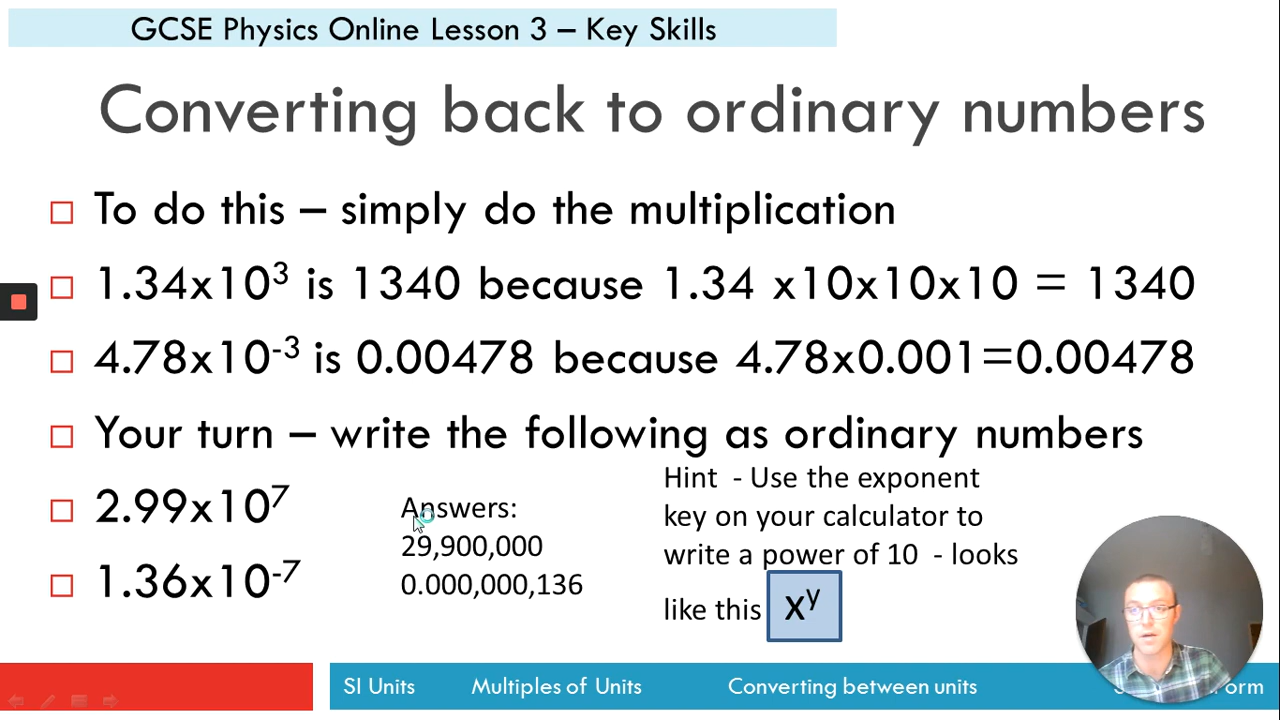 GCSE Physics Online Lesson 3 – Key Skills
Converting back to ordinary numbers
To do this – simply do the multiplication
1.34x10³ is 1340 because 1.34 x10x10x10 = 1340
4.78x10⁻³ is 0.00478 because 4.78x0.001=0.00478
Your turn – write the following as ordinary numbers
2.99x10⁷
1.36x10⁻⁷
Answers:
29,900,000
0.000,000,136
Hint - Use the exponent
key on your calculator to
write a power of 10 - looks
like this xʸ
SI Units Multiples of Units Converting between units